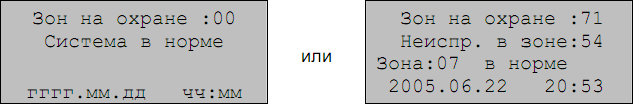 Зон на охране :00
Система в норме
гггг.мм.дд чч:мм
или
Зон на охране :71
Неиспр. в зоне:54
Зона:07 в норме
2005.06.22 20:53